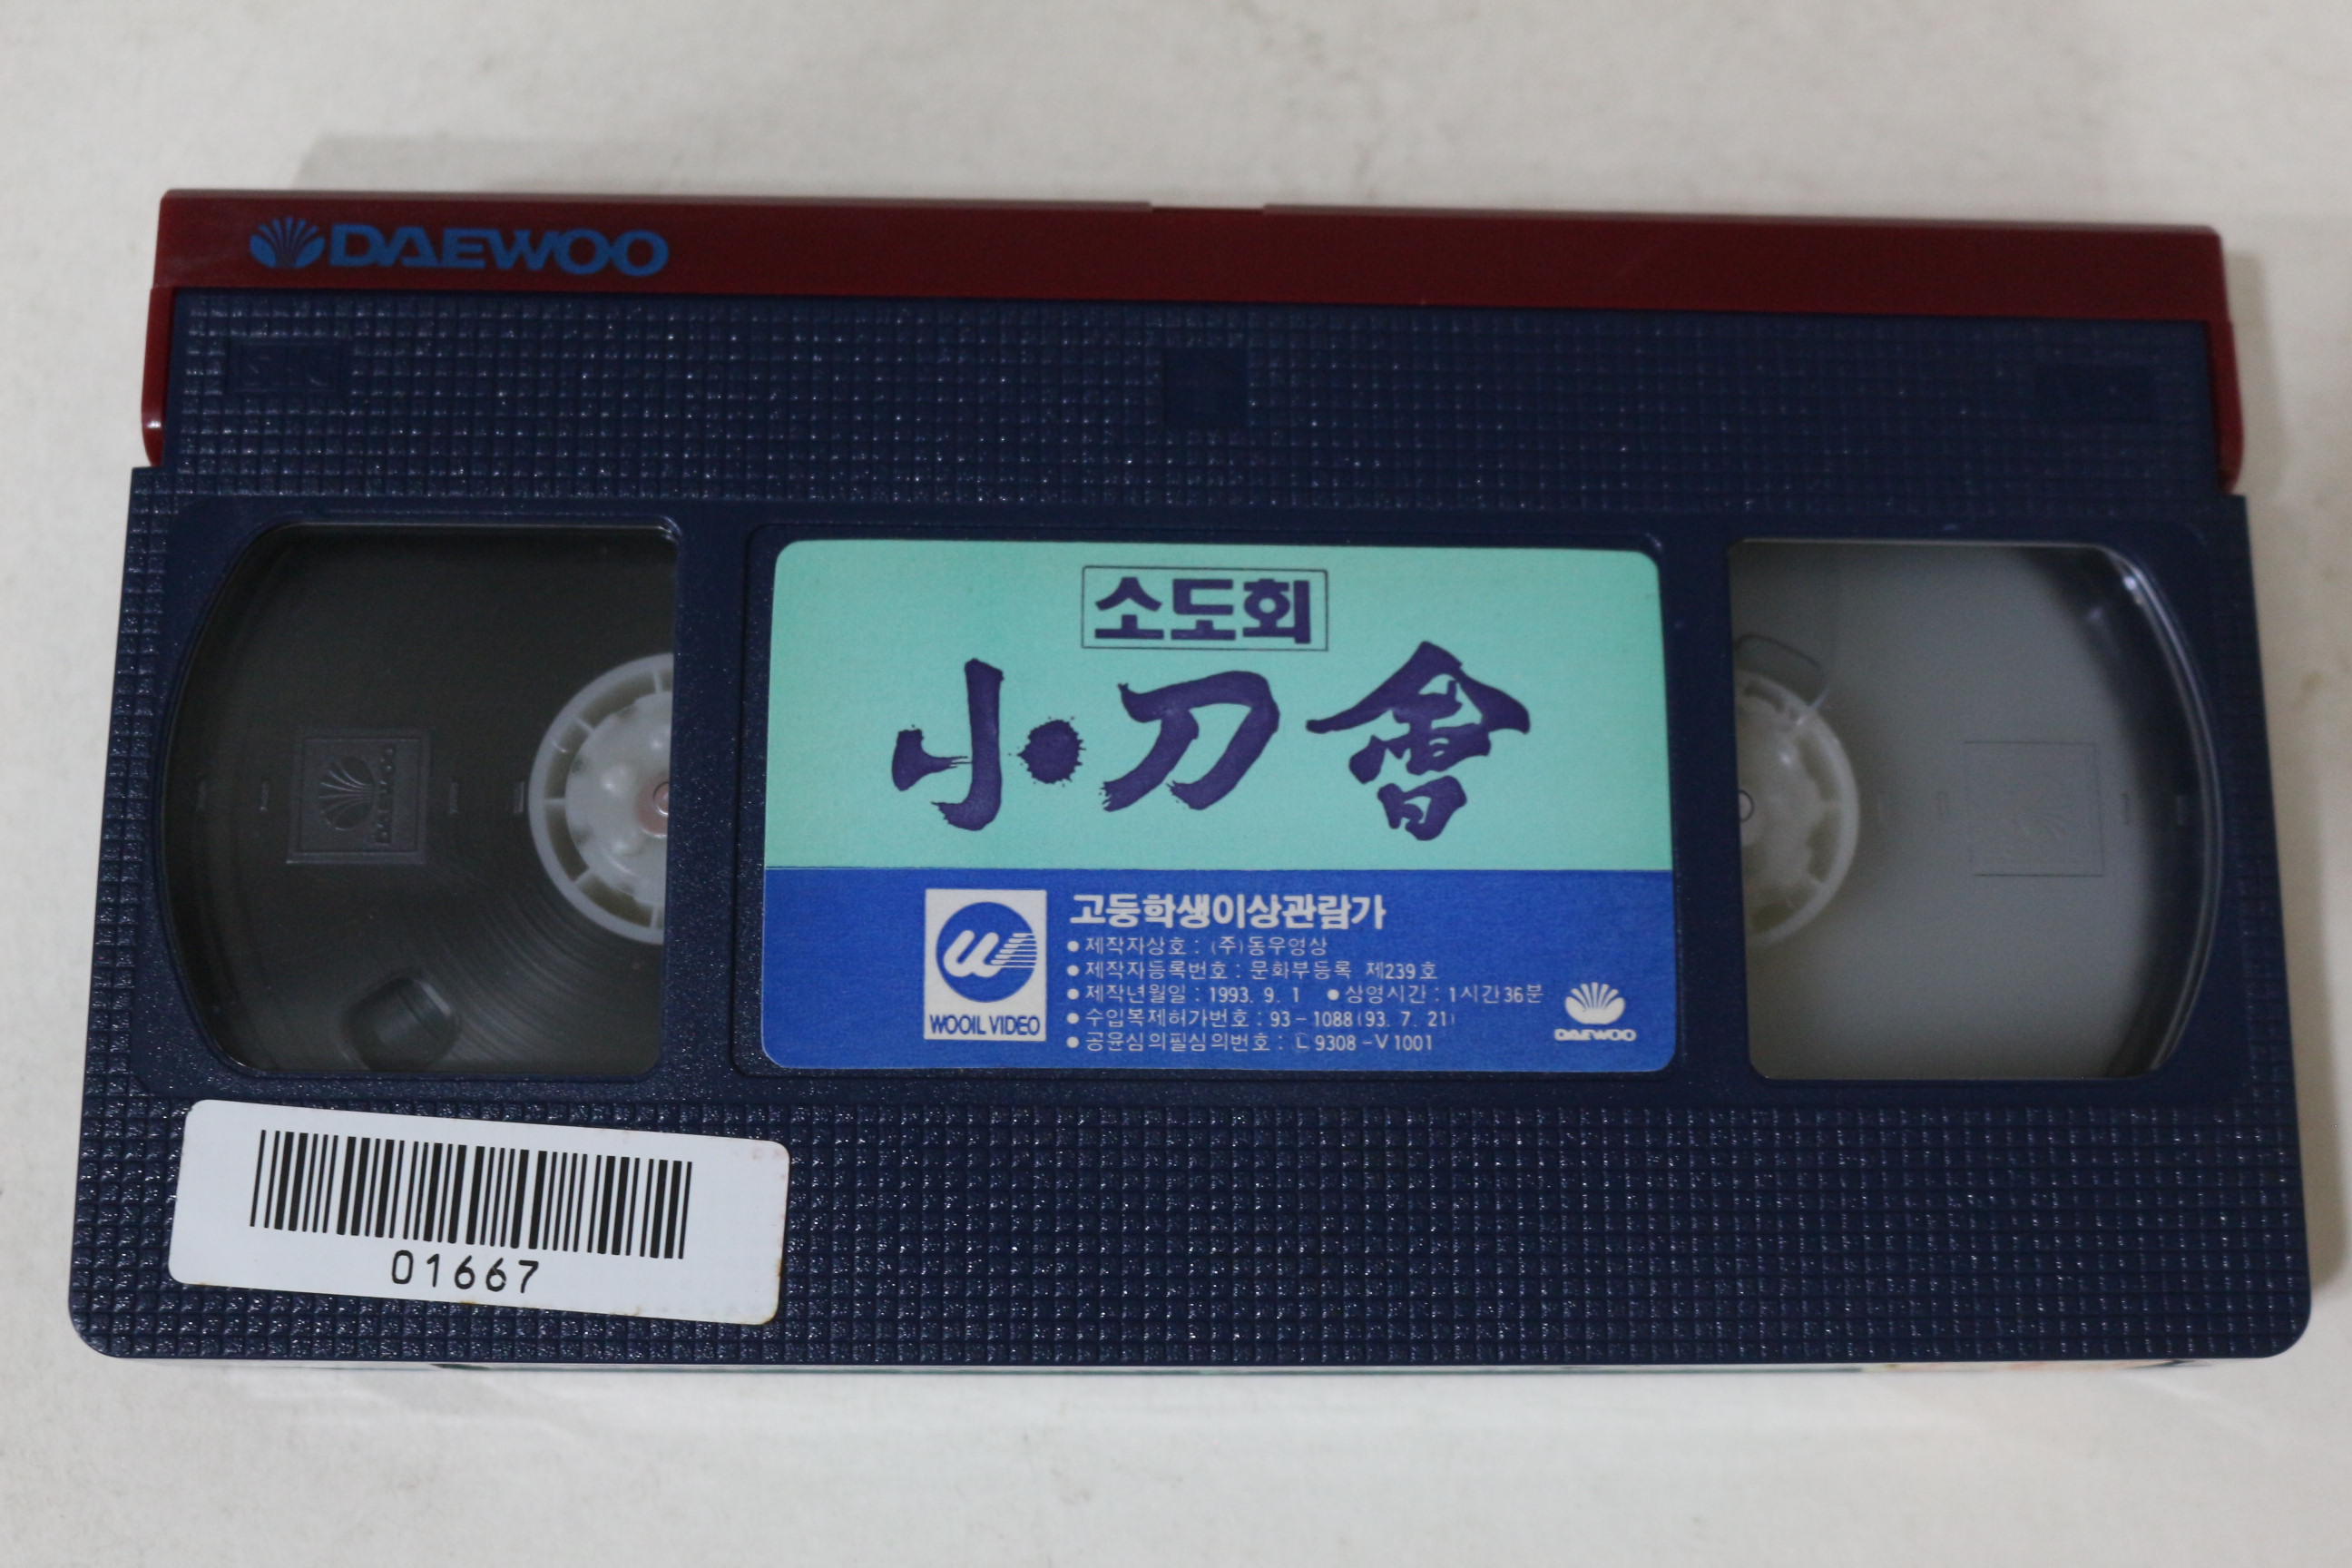 DAEWOO
소도회
小刀會
고등학생이상관람가
● 제작자상호 : (주)동우영상
● 제작자등록번호 : 문화부등록 제239호
● 제작년월일 : 1993. 9. 1 ● 상영시간 : 1시간36분
● 수입복제허가번호 : 93-1088(93. 7. 21)
● 공윤심의필심의번호 : ㄷ9308-V1001
WOOIL VIDEO
DAEWOO
DAEWOO
01667